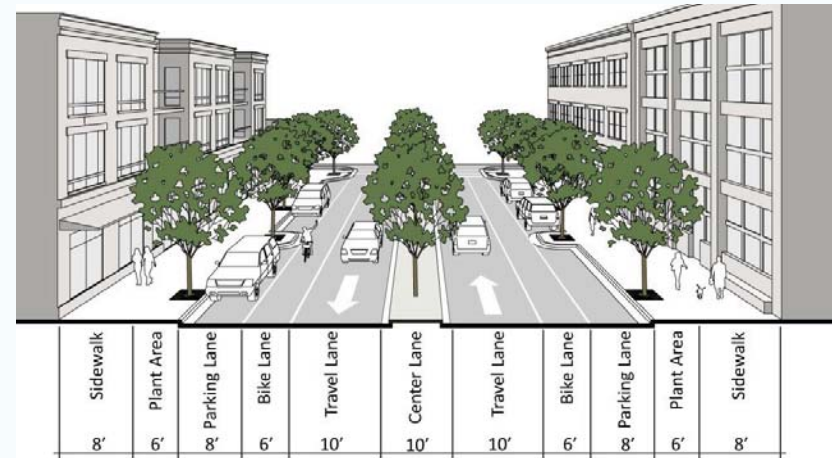 Sidewalk
Plant Area
Parking Lane
Bike Lane
Travel Lane
Center Lane
Travel Lane
Bike Lane
Parking Lane
Plant Area
Sidewalk
8' 6' 8' 6' 10' 10' 10' 6' 8' 6' 8'